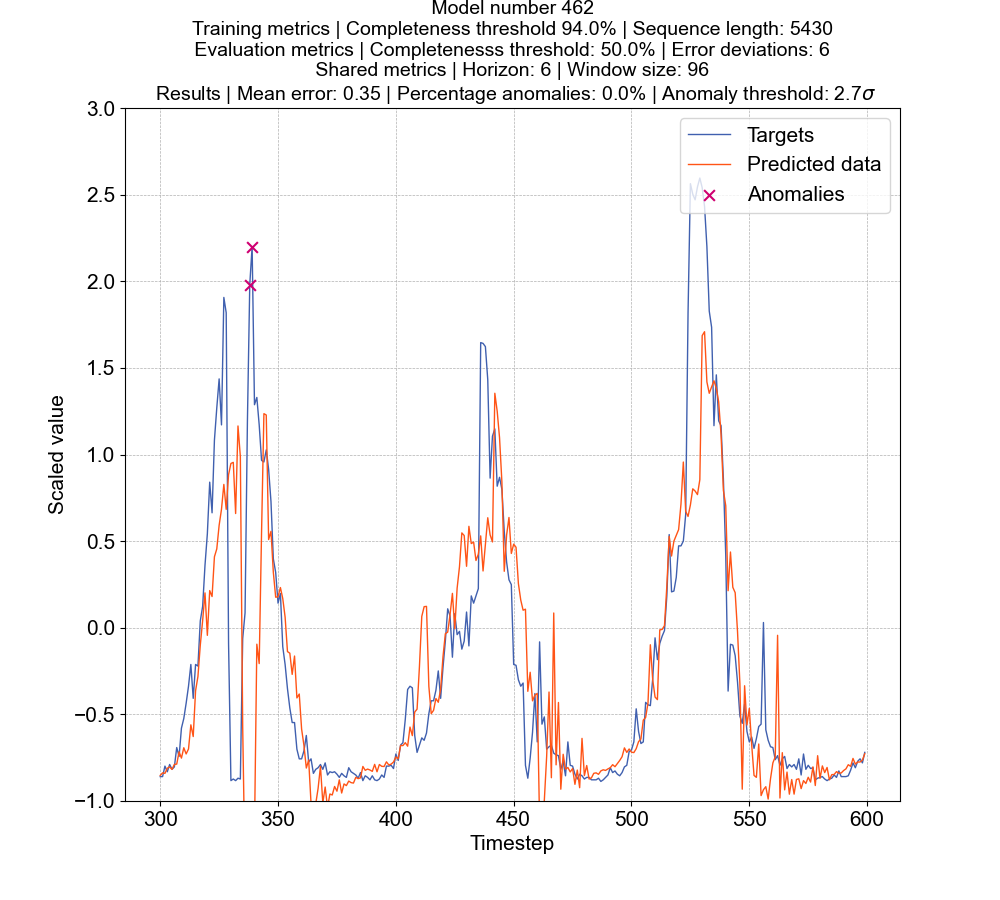 Model number 462
Training metrics | Completeness threshold 94.0% | Sequence length: 5430
Evaluation metrics | Completenesss threshold: 50.0% | Error deviations: 6
Shared metrics | Horizon: 6 | Window size: 96
Results | Mean error: 0.35 | Percentage anomalies: 0.0% | Anomaly threshold: 2.7σ
3.0
2.5
2.0
1.5
1.0
0.5
0.0
−0.5
−1.0
Scaled value
Targets
Predicted data
Anomalies
300 350 400 450 500 550 600
Timestep